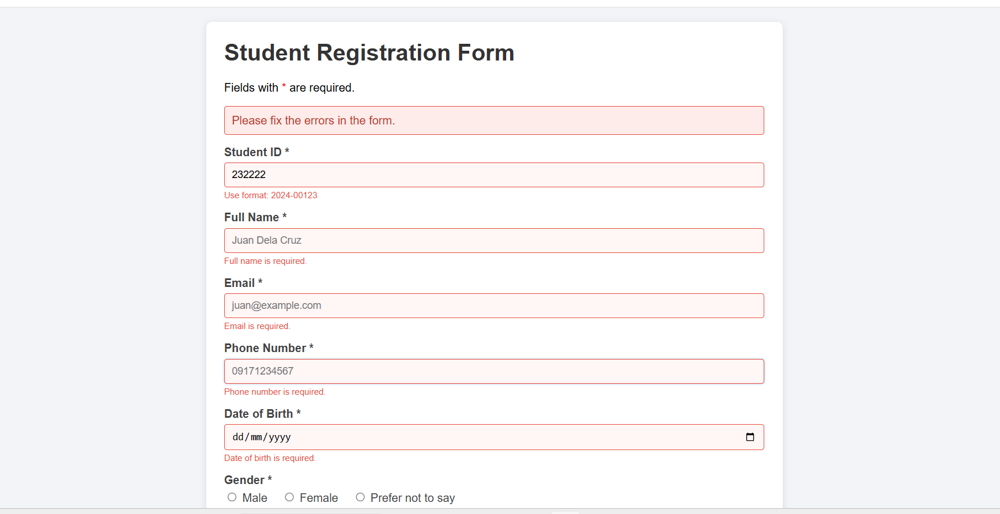 Student Registration Form
Fields with * are required.
Please fix the errors in the form.
Student ID *
232222
Use format: 2024-00123
Full Name *
Juan Dela Cruz
Full name is required.
Email *
juan@example.com
Email is required.
Phone Number *
09171234567
Phone number is required.
Date of Birth *
dd/mm/yyyy
Date of birth is required.
Gender *
Male Female Prefer not to say